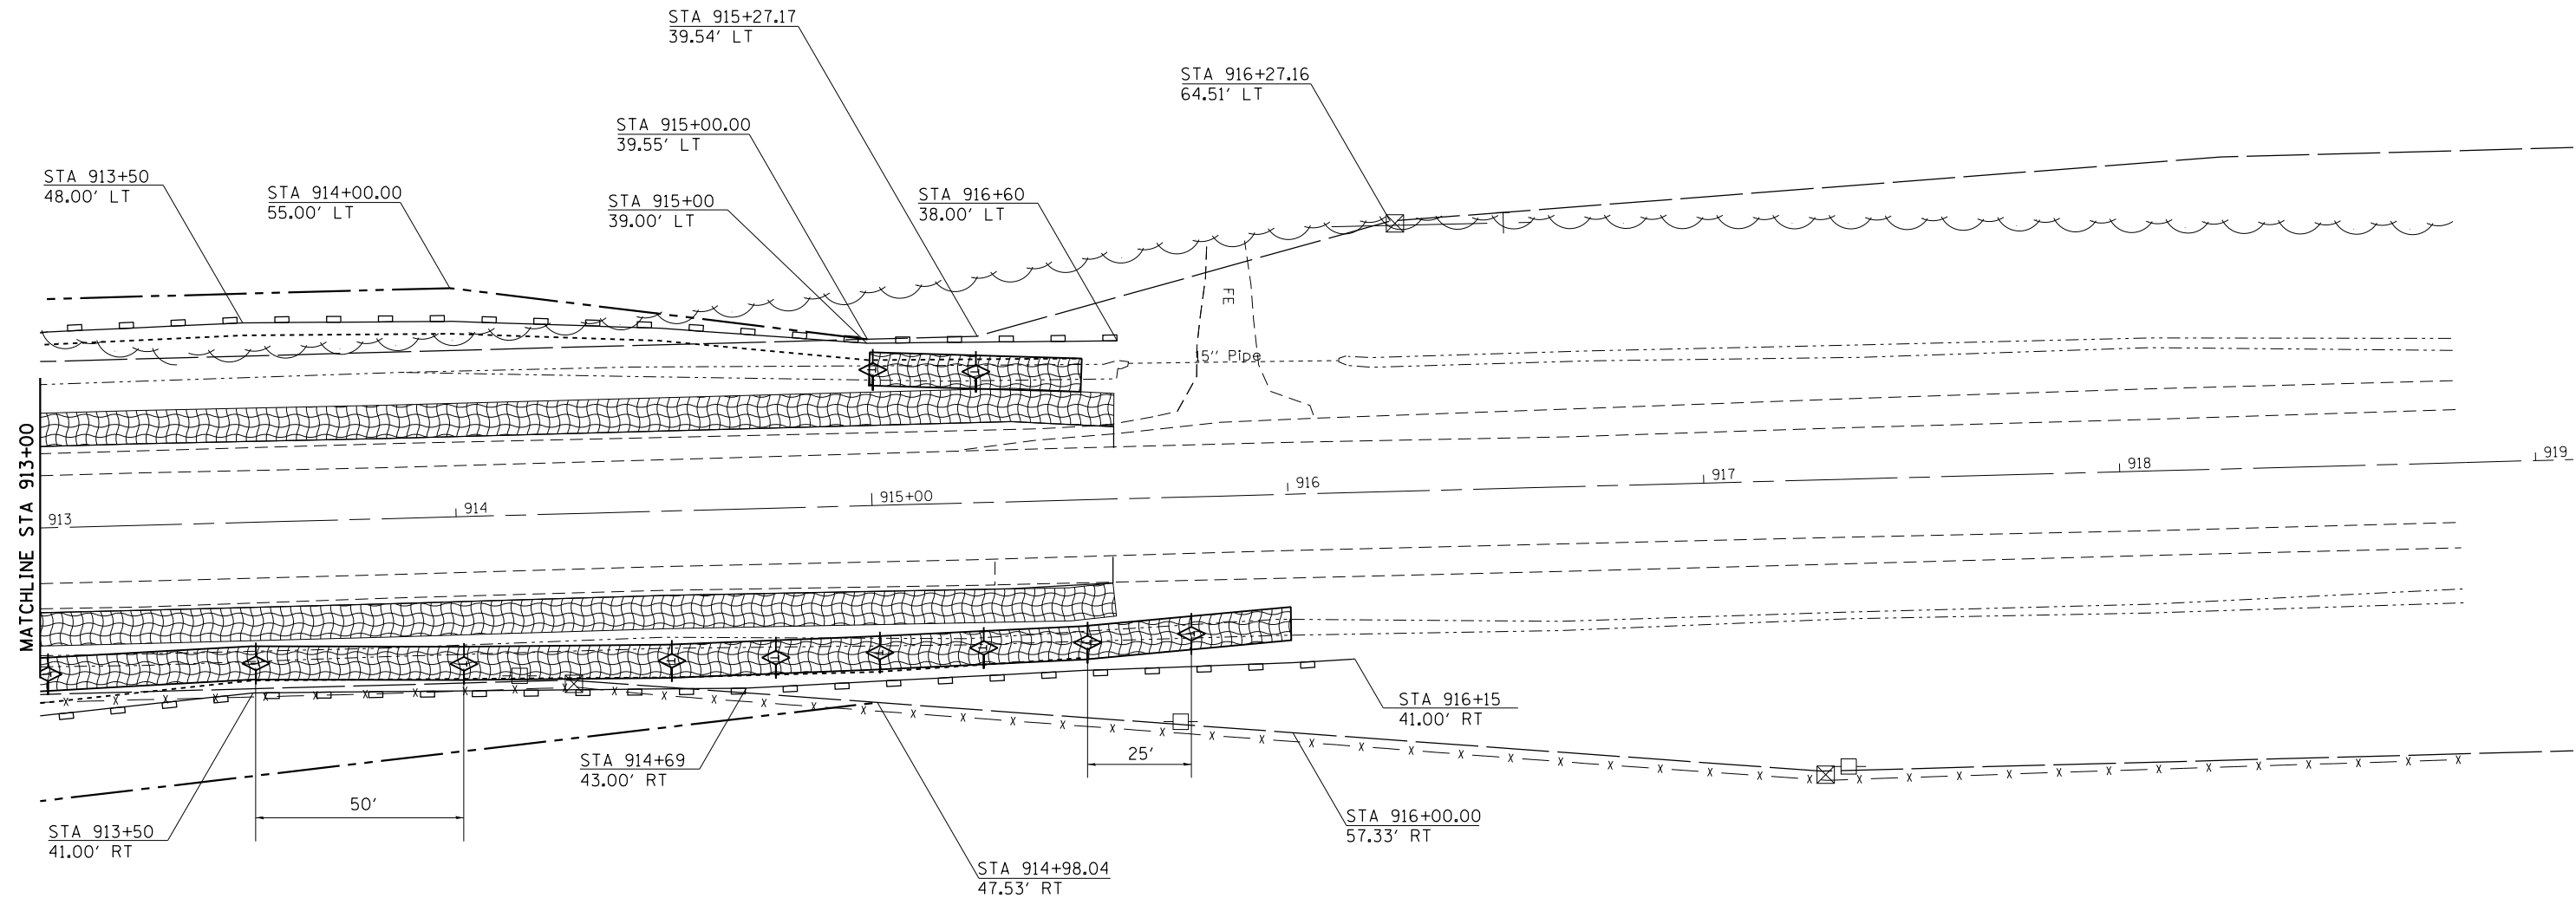 STA 915+27.17
39.54' LT
STA 916+27.16
64.51' LT
STA 915+00.00
39.55' LT
STA 913+50
48.00' LT
STA 914+00.00
55.00' LT
STA 915+00
39.00' LT
STA 916+60
38.00' LT
FE
15" Pipe
MATCHLINE STA 913+00
913
914
915+00
916
917
918
919
STA 916+15
41.00' RT
25'
STA 914+69
43.00' RT
50'
STA 913+50
41.00' RT
STA 916+00.00
57.33' RT
STA 914+98.04
47.53' RT